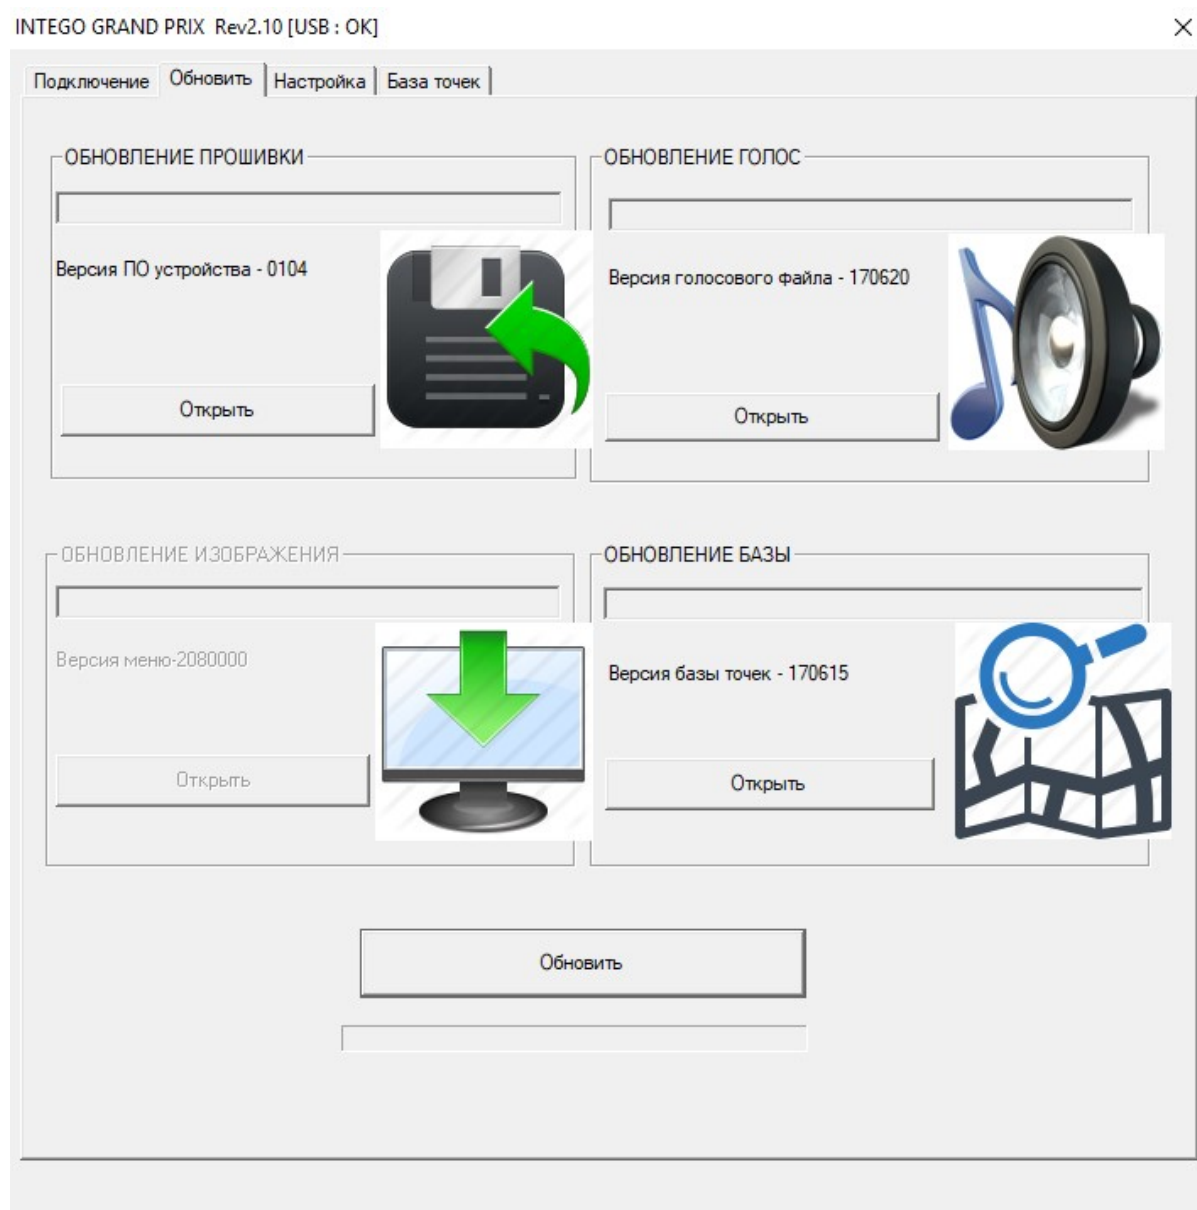 INTEGO GRAND PRIX Rev2.10 [USB : OK]
Подключение Обновить Настройка База точек
ОБНОВЛЕНИЕ ПРОШИВКИ
Версия ПО устройства - 0104
Открыть
ОБНОВЛЕНИЕ ГОЛОС
Версия голосового файла - 170620
Открыть
ОБНОВЛЕНИЕ ИЗОБРАЖЕНИЯ
Версия меню-2080000
Открыть
ОБНОВЛЕНИЕ БАЗЫ
Версия базы точек - 170615
Открыть
Обновить